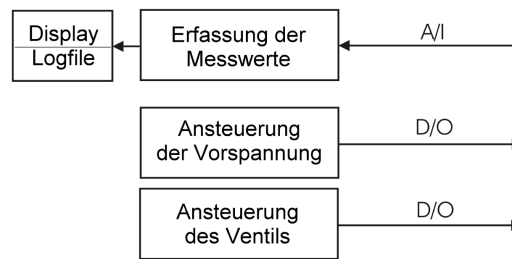 Display
Logfile
Erfassung der
Messwerte
A/I
Ansteuerung
der Vorspannung
D/O
Ansteuerung
des Ventils
D/O